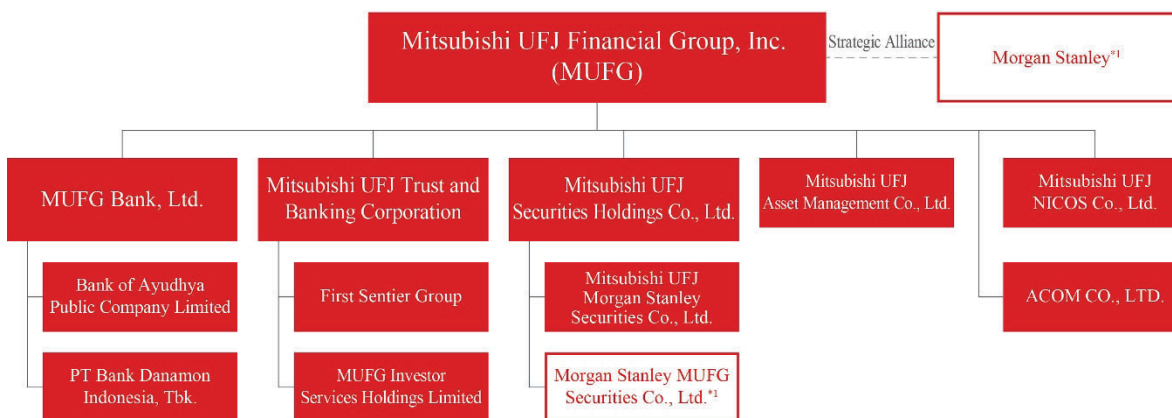 Mitsubishi UFJ Financial Group, Inc.
(MUFG)
Strategic Alliance
Morgan Stanley*1
MUFG Bank, Ltd.
Mitsubishi UFJ Trust and
Banking Corporation
Mitsubishi UFJ
Securities Holdings Co., Ltd.
Mitsubishi UFJ
Asset Management Co., Ltd.
Mitsubishi UFJ
NICOS Co., Ltd.
Bank of Ayudhya
Public Company Limited
First Sentier Group
Mitsubishi UFJ
Morgan Stanley
Securities Co., Ltd.
ACOM CO., LTD.
PT Bank Danamon
Indonesia, Tbk.
MUFG Investor
Services Holdings Limited
Morgan Stanley MUFG
Securities Co., Ltd.*1